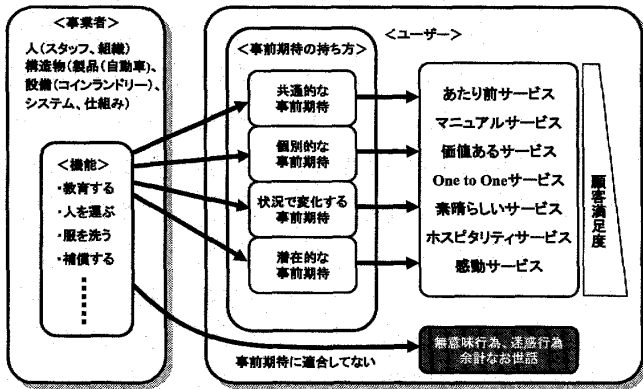 ＜事業者＞
人（スタッフ、組織）
構造物（製品（自動車）、
設備（コインランドリー）、
システム、仕組み）
＜機能＞
・教育する
・人を運ぶ
・服を洗う
・補償する
＜ユーザー＞
＜事前期待の持ち方＞
共通的な
事前期待
個別的な
事前期待
状況で変化する
事前期待
潜在的な
事前期待
あたり前サービス
マニュアルサービス
価値あるサービス
One to Oneサービス
素晴らしいサービス
ホスピタリティサービス
感動サービス
顧客満足度
事前期待に適合してない
無意味行為、迷惑行為
余計なお世話